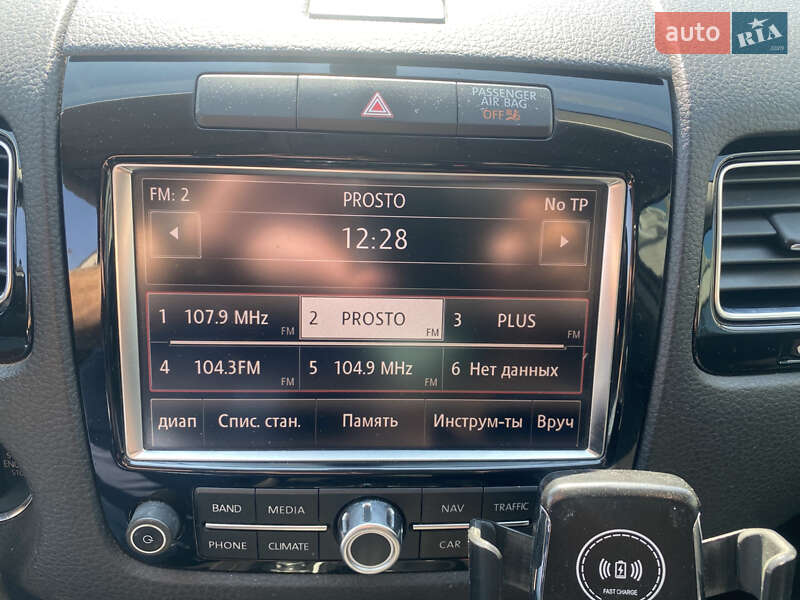 auto RIA
PASSENGER
AIR BAG
OFF
FM: 2
PROSTO
No TP
12:28
1 107.9 MHz FM
2 PROSTO FM
3 PLUS FM
4 104.3FM FM
5 104.9 MHz FM
6 Нет данных
диап
Спис. стан.
Память
Инструм-ты
Вруч
BAND
MEDIA
NAV
TRAFFIC
PHONE
CLIMATE
CAR
FAST CHARGE